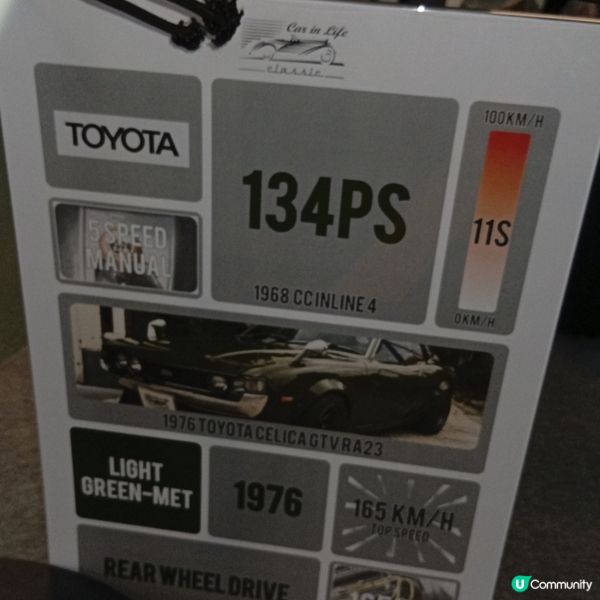 Car in Life
classic
TOYOTA
134PS
1968 CC INLINE 4
100KM/H
11S
0KM/H
5 SPEED
MANUAL
1976 TOYOTA CELICA GTV RA23
LIGHT
GREEN-MET
1976
165 KM/H
TOP SPEED
REAR WHEEL DRIVE
U Community